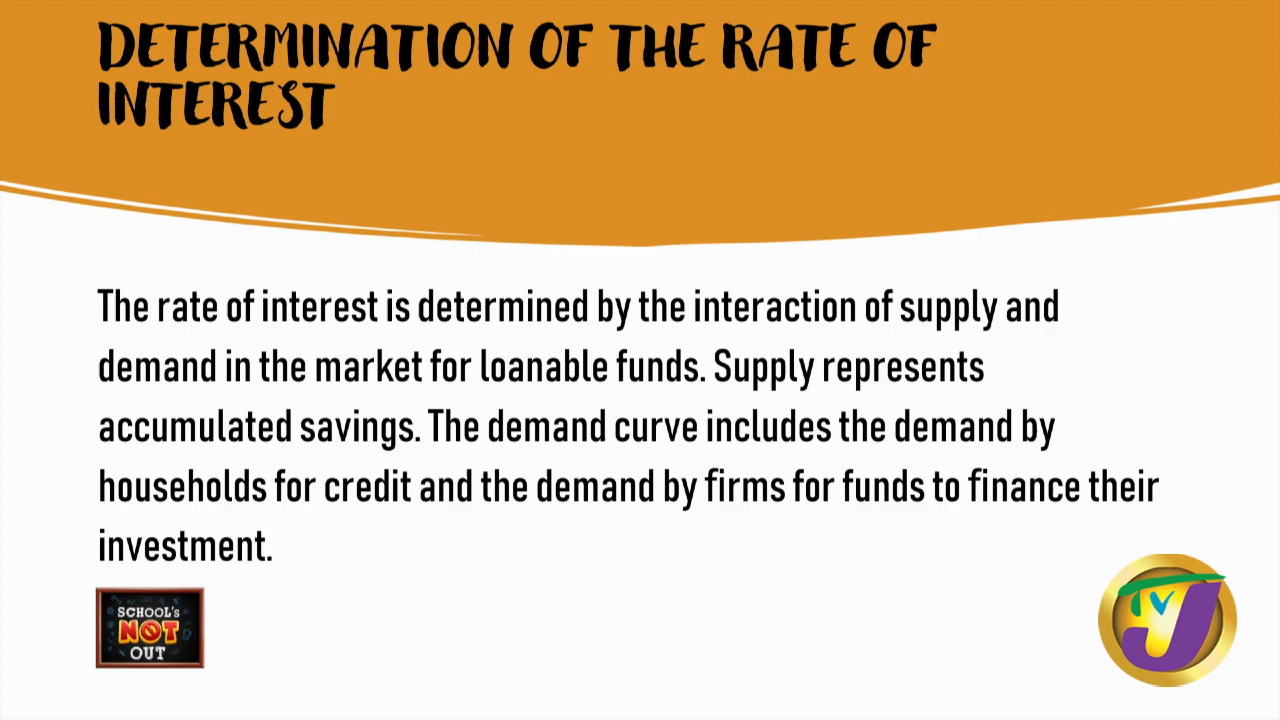 DETERMINATION OF THE RATE OF
INTEREST
The rate of interest is determined by the interaction of supply and
demand in the market for loanable funds. Supply represents
accumulated savings. The demand curve includes the demand by
households for credit and the demand by firms for funds to finance their
investment.
SCHOOL's
NOT
OUT
TVJ